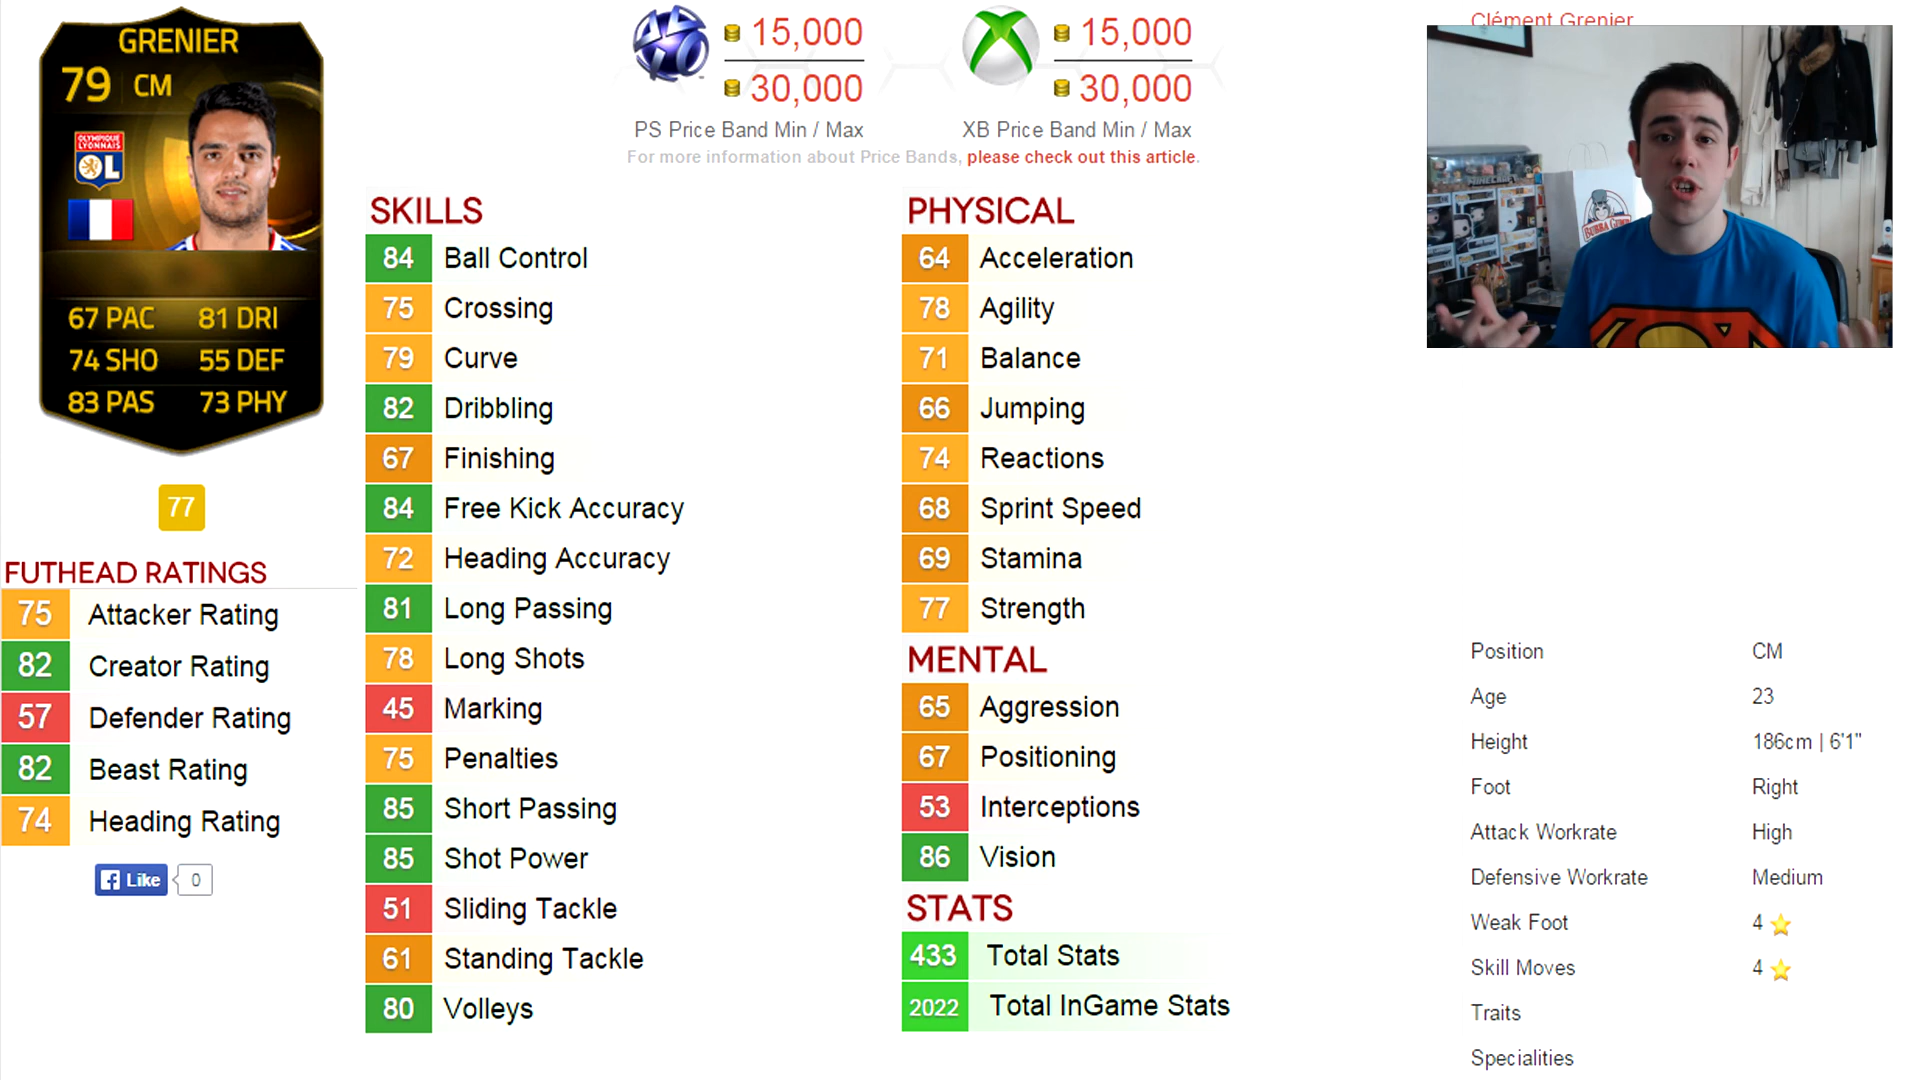 GRENIER
79 CM
OLYMPIQUE
LYONNAIS
OL
67 PAC 81 DRI
74 SHO 55 DEF
83 PAS 73 PHY
77
FUTHEAD RATINGS
75 Attacker Rating
82 Creator Rating
57 Defender Rating
82 Beast Rating
74 Heading Rating
Like 0
15,000
30,000
PS Price Band Min / Max
15,000
30,000
XB Price Band Min / Max
For more information about Price Bands, please check out this article.
SKILLS
84 Ball Control
75 Crossing
79 Curve
82 Dribbling
67 Finishing
84 Free Kick Accuracy
72 Heading Accuracy
81 Long Passing
78 Long Shots
45 Marking
75 Penalties
85 Short Passing
85 Shot Power
51 Sliding Tackle
61 Standing Tackle
80 Volleys
PHYSICAL
64 Acceleration
78 Agility
71 Balance
66 Jumping
74 Reactions
68 Sprint Speed
69 Stamina
77 Strength
MENTAL
65 Aggression
67 Positioning
53 Interceptions
86 Vision
STATS
433 Total Stats
2022 Total InGame Stats
Clément Grenier
MINECRAFT
BUBBA GUMP
Position CM
Age 23
Height 186cm | 6'1"
Foot Right
Attack Workrate High
Defensive Workrate Medium
Weak Foot 4
Skill Moves 4
Traits
Specialities